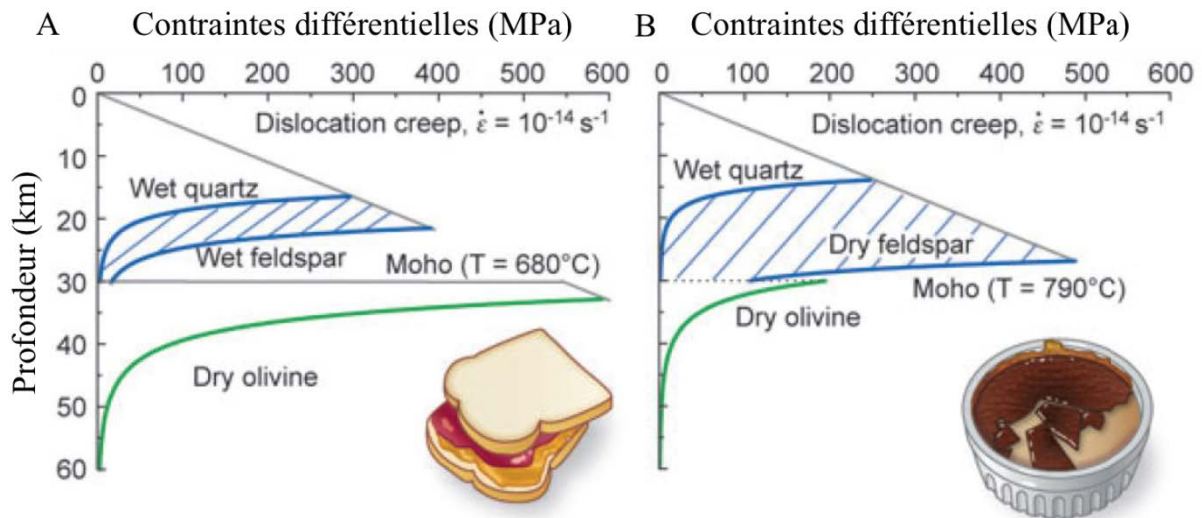 A
Contraintes différentielles (MPa)
0 100 200 300 400 500 600
Dislocation creep, ε̇ = 10⁻¹⁴ s⁻¹
Wet quartz
Wet feldspar
Moho (T = 680°C)
Dry olivine
Profondeur (km)
0
10
20
30
40
50
60
B
Contraintes différentielles (MPa)
0 100 200 300 400 500 600
Dislocation creep, ε̇ = 10⁻¹⁴ s⁻¹
Wet quartz
Dry feldspar
Moho (T = 790°C)
Dry olivine